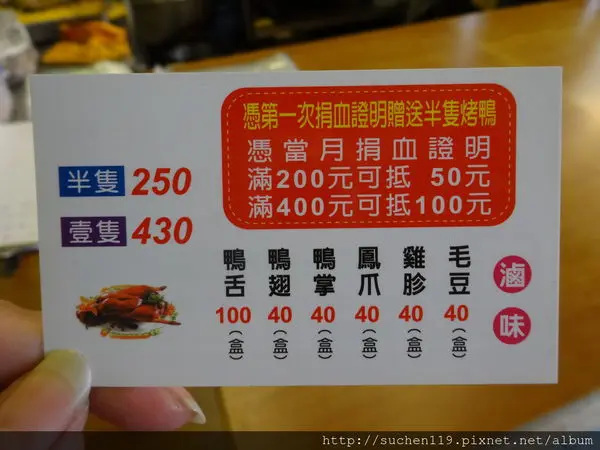 憑第一次捐血證明贈送半隻烤鴨
憑當月捐血證明
滿200元可抵 50元
滿400元可抵100元
半隻 250
壹隻 430
鴨舌 100(盒)
鴨翅 40(盒)
鴨掌 40(盒)
鳳爪 40(盒)
雞胗 40(盒)
毛豆 40(盒)
滷味
http://suchen119.pixnet.net/album